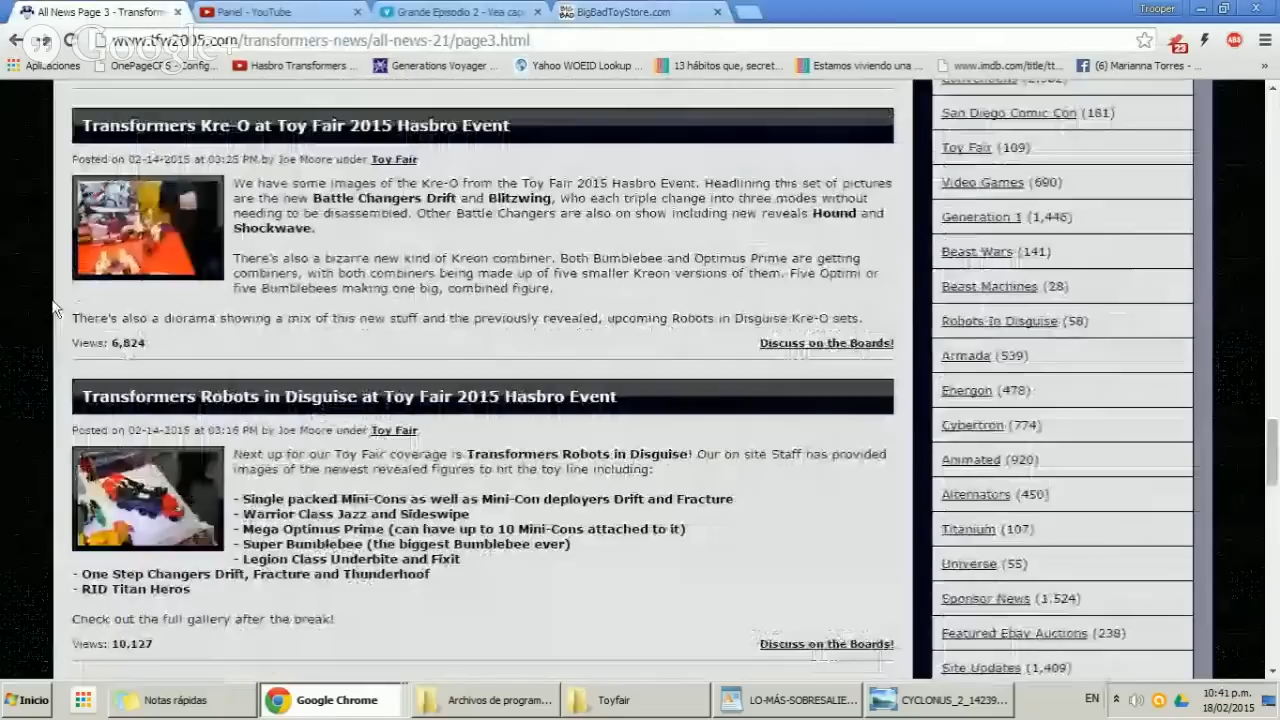 All News Page 3 - Transform
Panel - YouTube
Grande Episodio 2 - Vea cap
BigBadToyStore.com
Trooper
www.tfw2005.com/transformers-news/all-news-21/page3.html
Google+
23
ABP
Aplicaciones
OnePageCFS - config...
Hasbro Transformers ...
Generations Voyager ...
Yahoo WOEID Lookup ...
13 hábitos que, secret...
Estamos viviendo una ...
www.imdb.com/title/tt...
(6) Marianna Torres - ...
»
Transformers Kre-O at Toy Fair 2015 Hasbro Event
Posted on 02-14-2015 at 03:25 PM by Joe Moore under Toy Fair
We have some images of the Kre-O from the Toy Fair 2015 Hasbro Event. Headlining this set of pictures
are the new Battle Changers Drift and Blitzwing, who each triple change into three modes without
needing to be disassembled. Other Battle Changers are also on show including new reveals Hound and
Shockwave.
There's also a bizarre new kind of Kreon combiner. Both Bumblebee and Optimus Prime are getting
combiners, with both combiners being made up of five smaller Kreon versions of them. Five Optimi or
five Bumblebees making one big, combined figure.
There's also a diorama showing a mix of this new stuff and the previously revealed, upcoming Robots in Disguise Kre-O sets.
Views: 6,824
Discuss on the Boards!
Transformers Robots in Disguise at Toy Fair 2015 Hasbro Event
Posted on 02-14-2015 at 03:16 PM by Joe Moore under Toy Fair
Next up for our Toy Fair coverage is Transformers Robots in Disguise! Our on site Staff has provided
images of the newest revealed figures to hit the toy line including:
- Single packed Mini-Cons as well as Mini-Con deployers Drift and Fracture
- Warrior Class Jazz and Sideswipe
- Mega Optimus Prime (can have up to 10 Mini-Cons attached to it)
- Super Bumblebee (the biggest Bumblebee ever)
- Legion Class Underbite and Fixit
- One Step Changers Drift, Fracture and Thunderhoof
- RID Titan Heros
Check out the full gallery after the break!
Views: 10,127
Discuss on the Boards!
San Diego Comic Con (181)
Toy Fair (109)
Video Games (690)
Generation 1 (1,446)
Beast Wars (141)
Beast Machines (28)
Robots In Disguise (58)
Armada (539)
Energon (478)
Cybertron (774)
Animated (920)
Alternators (450)
Titanium (107)
Universe (55)
Sponsor News (1,524)
Featured Ebay Auctions (238)
Site Updates (1,409)
Inicio
Notas rápidas
Google Chrome
Archivos de program...
Toyfair
LO-MÁS-SOBRESALIE...
CYCLONUS_2_14239...
EN
10:41 p.m.
18/02/2015